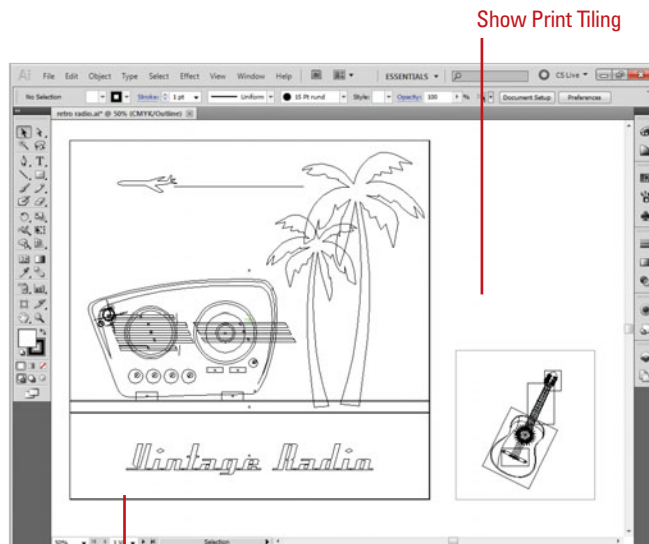 Show Print Tiling
Ai File Edit Object Type Select Effect View Window Help Br ESSENTIALS CS Live
No Selection Stroke: 1 pt Uniform 15 Pt rund Style: Opacity: 100 % Document Setup Preferences
retro radio.ai* @ 50% (CMYK/Outline)
Vintage Radio
50% Selection